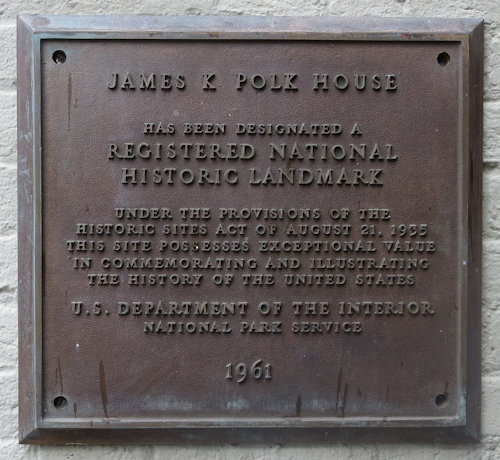 JAMES K POLK HOUSE
HAS BEEN DESIGNATED A
REGISTERED NATIONAL
HISTORIC LANDMARK
UNDER THE PROVISIONS OF THE
HISTORIC SITES ACT OF AUGUST 21, 1935
THIS SITE POSSESSES EXCEPTIONAL VALUE
IN COMMEMORATING AND ILLUSTRATING
THE HISTORY OF THE UNITED STATES
U.S. DEPARTMENT OF THE INTERIOR
NATIONAL PARK SERVICE
1961